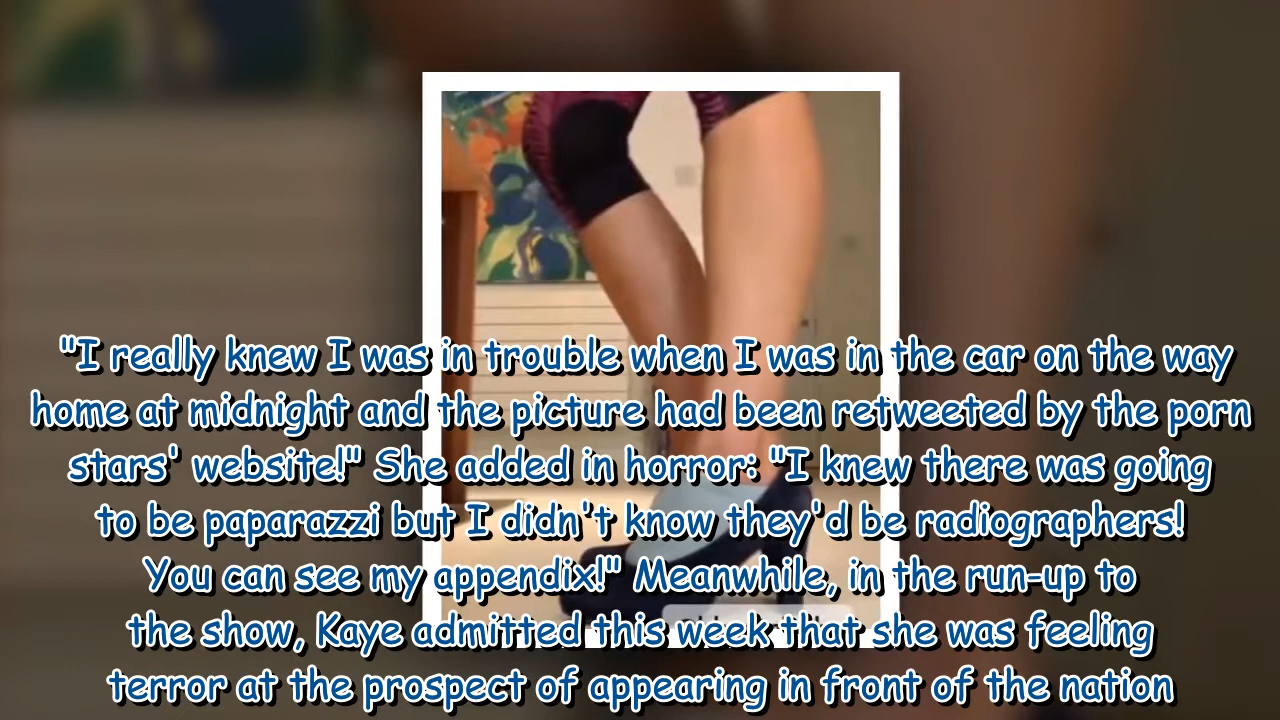 "I really knew I was in trouble when I was in the car on the way
home at midnight and the picture had been retweeted by the porn
stars' website!" She added in horror: "I knew there was going
to be paparazzi but I didn't know they'd be radiographers!
You can see my appendix!" Meanwhile, in the run-up to
the show, Kaye admitted this week that she was feeling
terror at the prospect of appearing in front of the nation